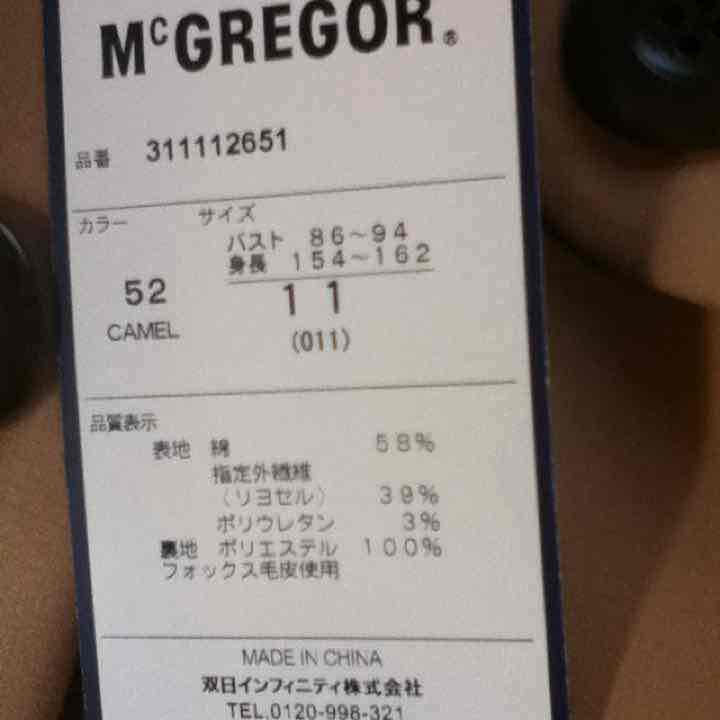 McGREGOR®
品番 311112651
カラー サイズ
バスト 86~94
身長 154~162
52 11
CAMEL (011)
品質表示
表地 綿 58%
指定外繊維
(リヨセル) 39%
ポリウレタン 3%
裏地 ポリエステル 100%
フォックス毛皮使用
MADE IN CHINA
双日インフィニティ株式会社
TEL.0120-998-321